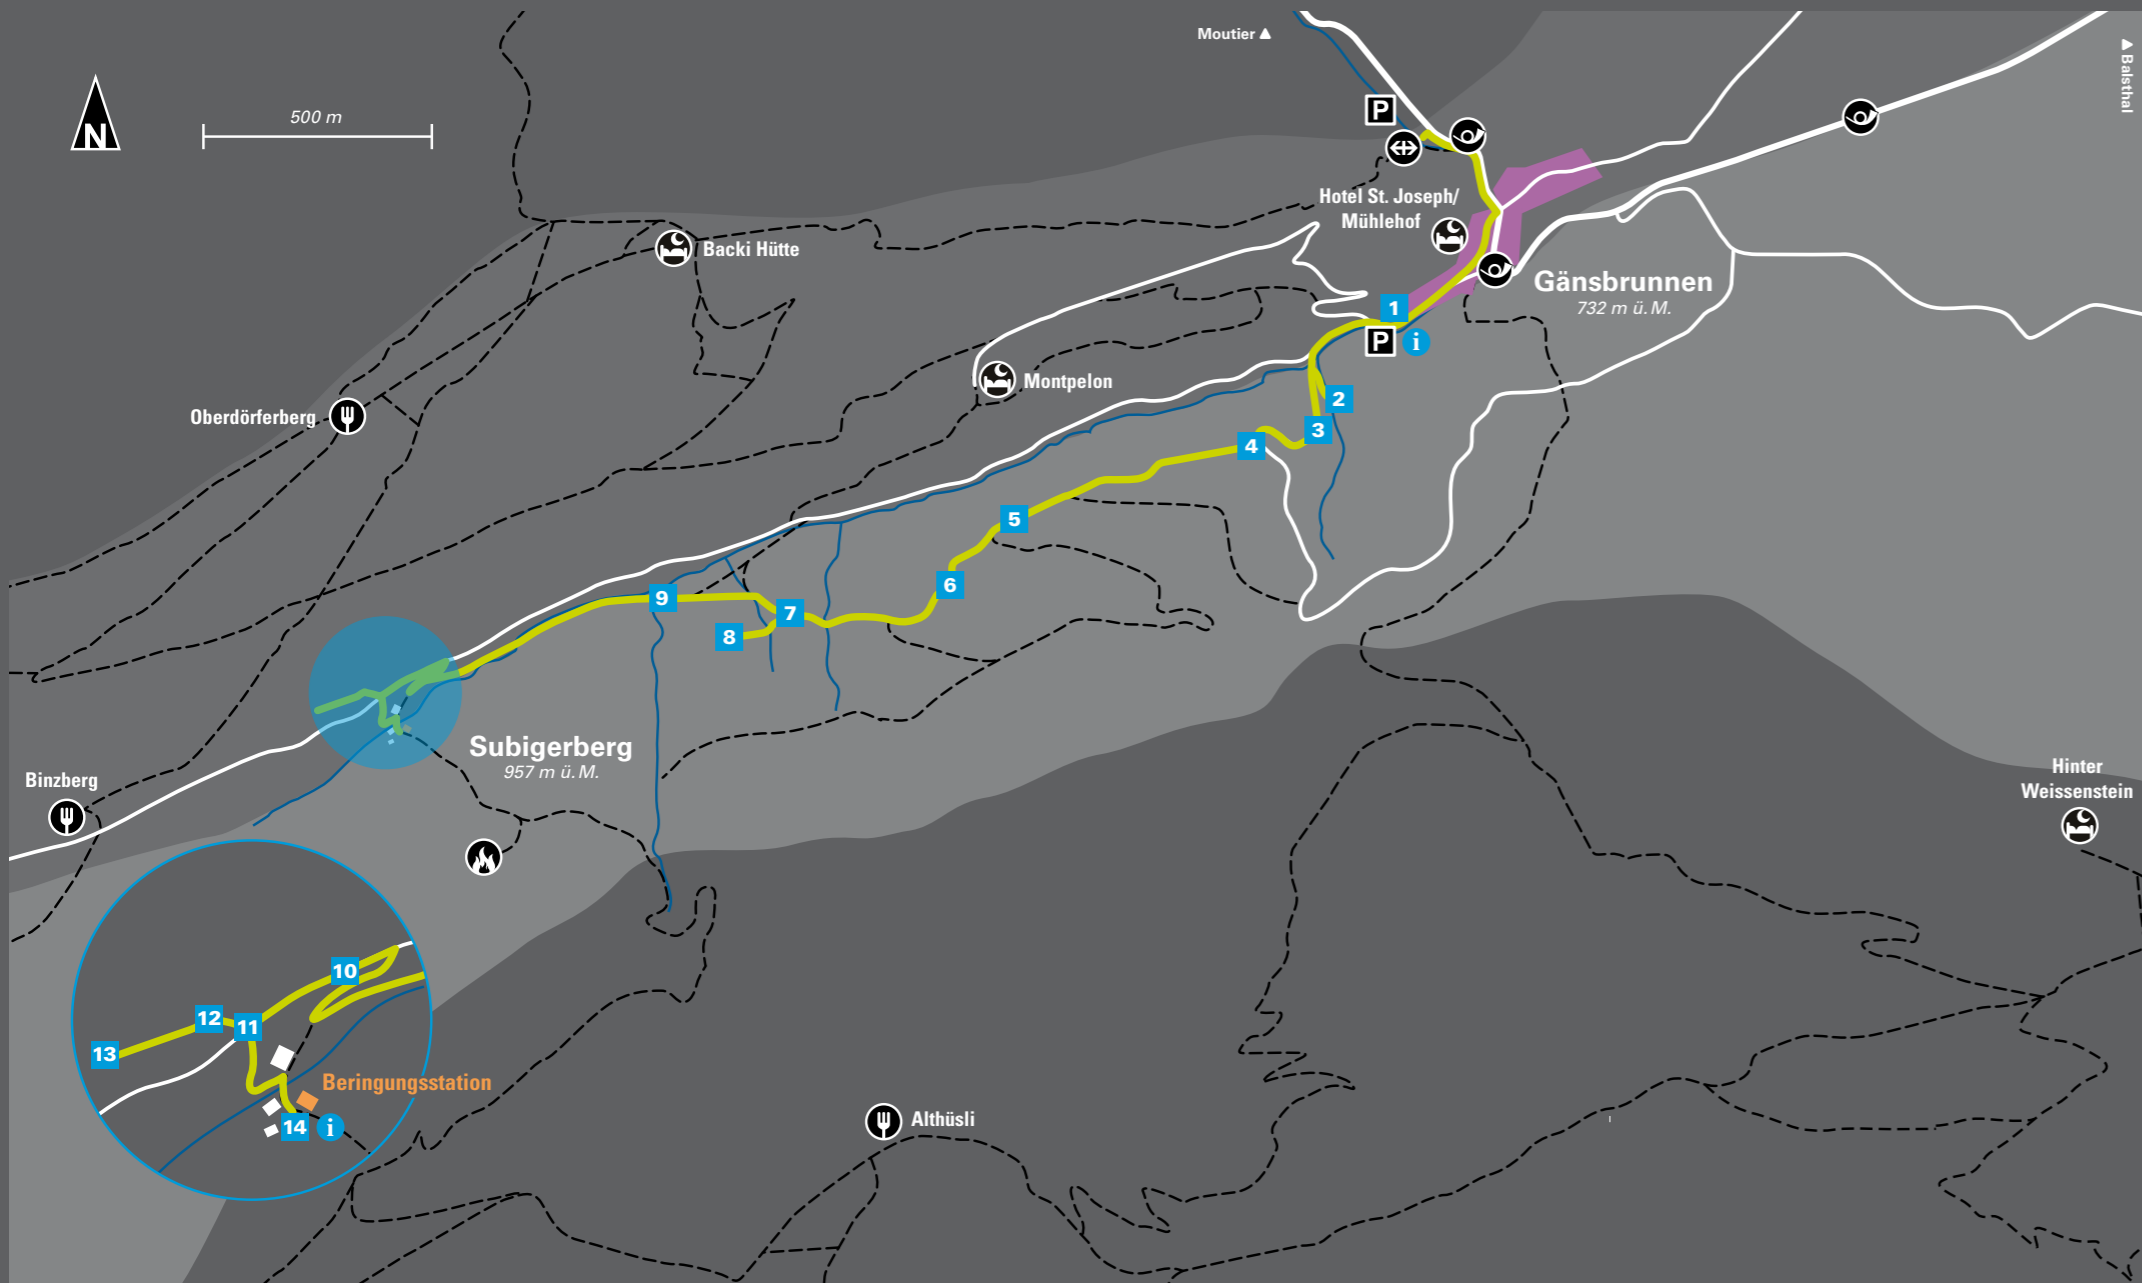 Moutier ▲
▲ Balsthal
N
500 m
P
Hotel St. Joseph/
Mühlehof
Backi Hütte
Gänsbrunnen
732 m ü. M.
1
P i
Montpelon
2
Oberdörferberg
3
4
5
6
9
7
8
Subigerberg
957 m ü. M.
Binzberg
Hinter
Weissenstein
10
12
11
13
Beringungsstation
14 i
Althüsli